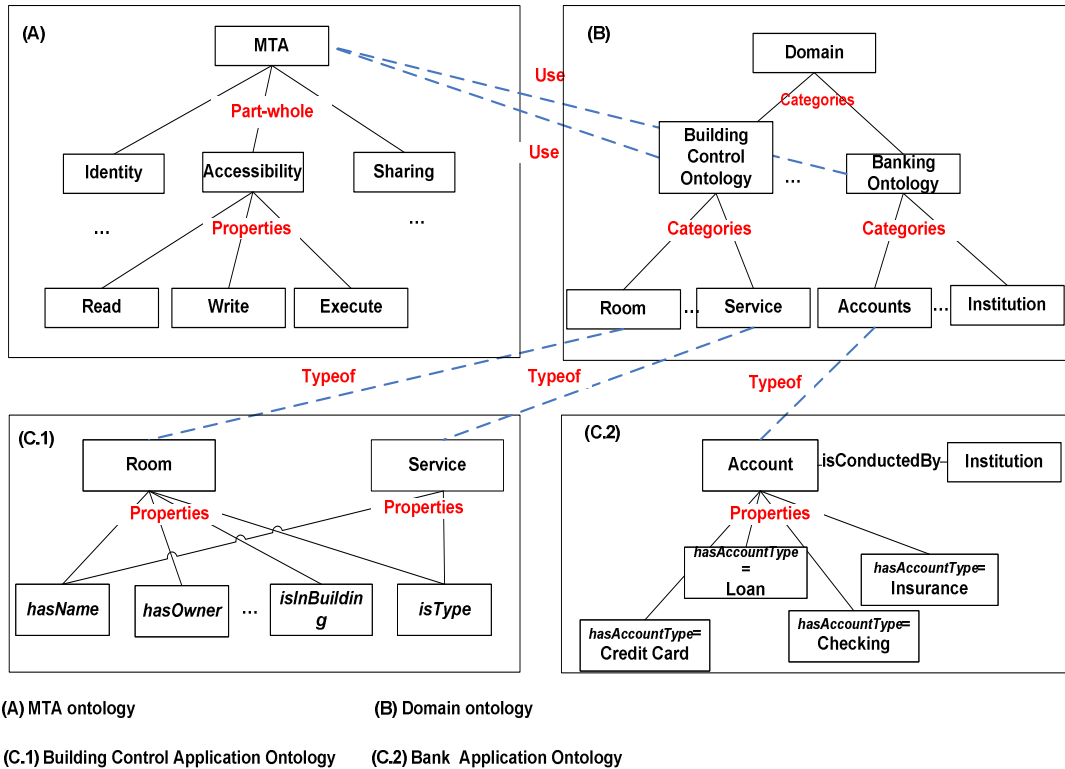 (A)
MTA
Part-whole
Identity
Accessibility
Sharing
...
...
Properties
Read
Write
Execute
Use
Use
(B)
Domain
Categories
Building
Control
Ontology
...
Banking
Ontology
Categories
Categories
Room
...
Service
Accounts
...
Institution
Typeof
Typeof
Typeof
(C.1)
Room
Service
Properties
Properties
hasName
hasOwner
...
isInBuildin
g
isType
(C.2)
Account
isConductedBy
Institution
Properties
hasAccountType
=
Loan
hasAccountType=
Insurance
hasAccountType=
Credit Card
hasAccountType=
Checking
(A) MTA ontology
(B) Domain ontology
(C.1) Building Control Application Ontology
(C.2) Bank Application Ontology